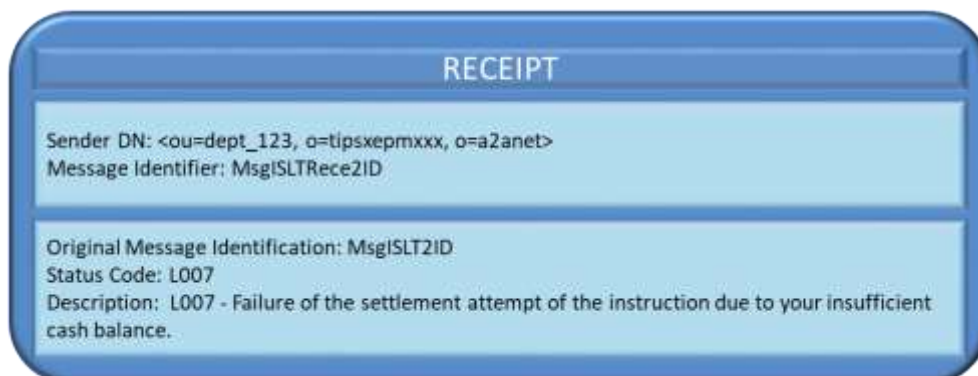 RECEIPT
Sender DN: <ou=dept_123, o=tipsxepmxxx, o=a2anet>
Message Identifier: MsgISLTRece2ID
Original Message Identification: MsgISLT2ID
Status Code: L007
Description: L007 - Failure of the settlement attempt of the instruction due to your insufficient
cash balance.